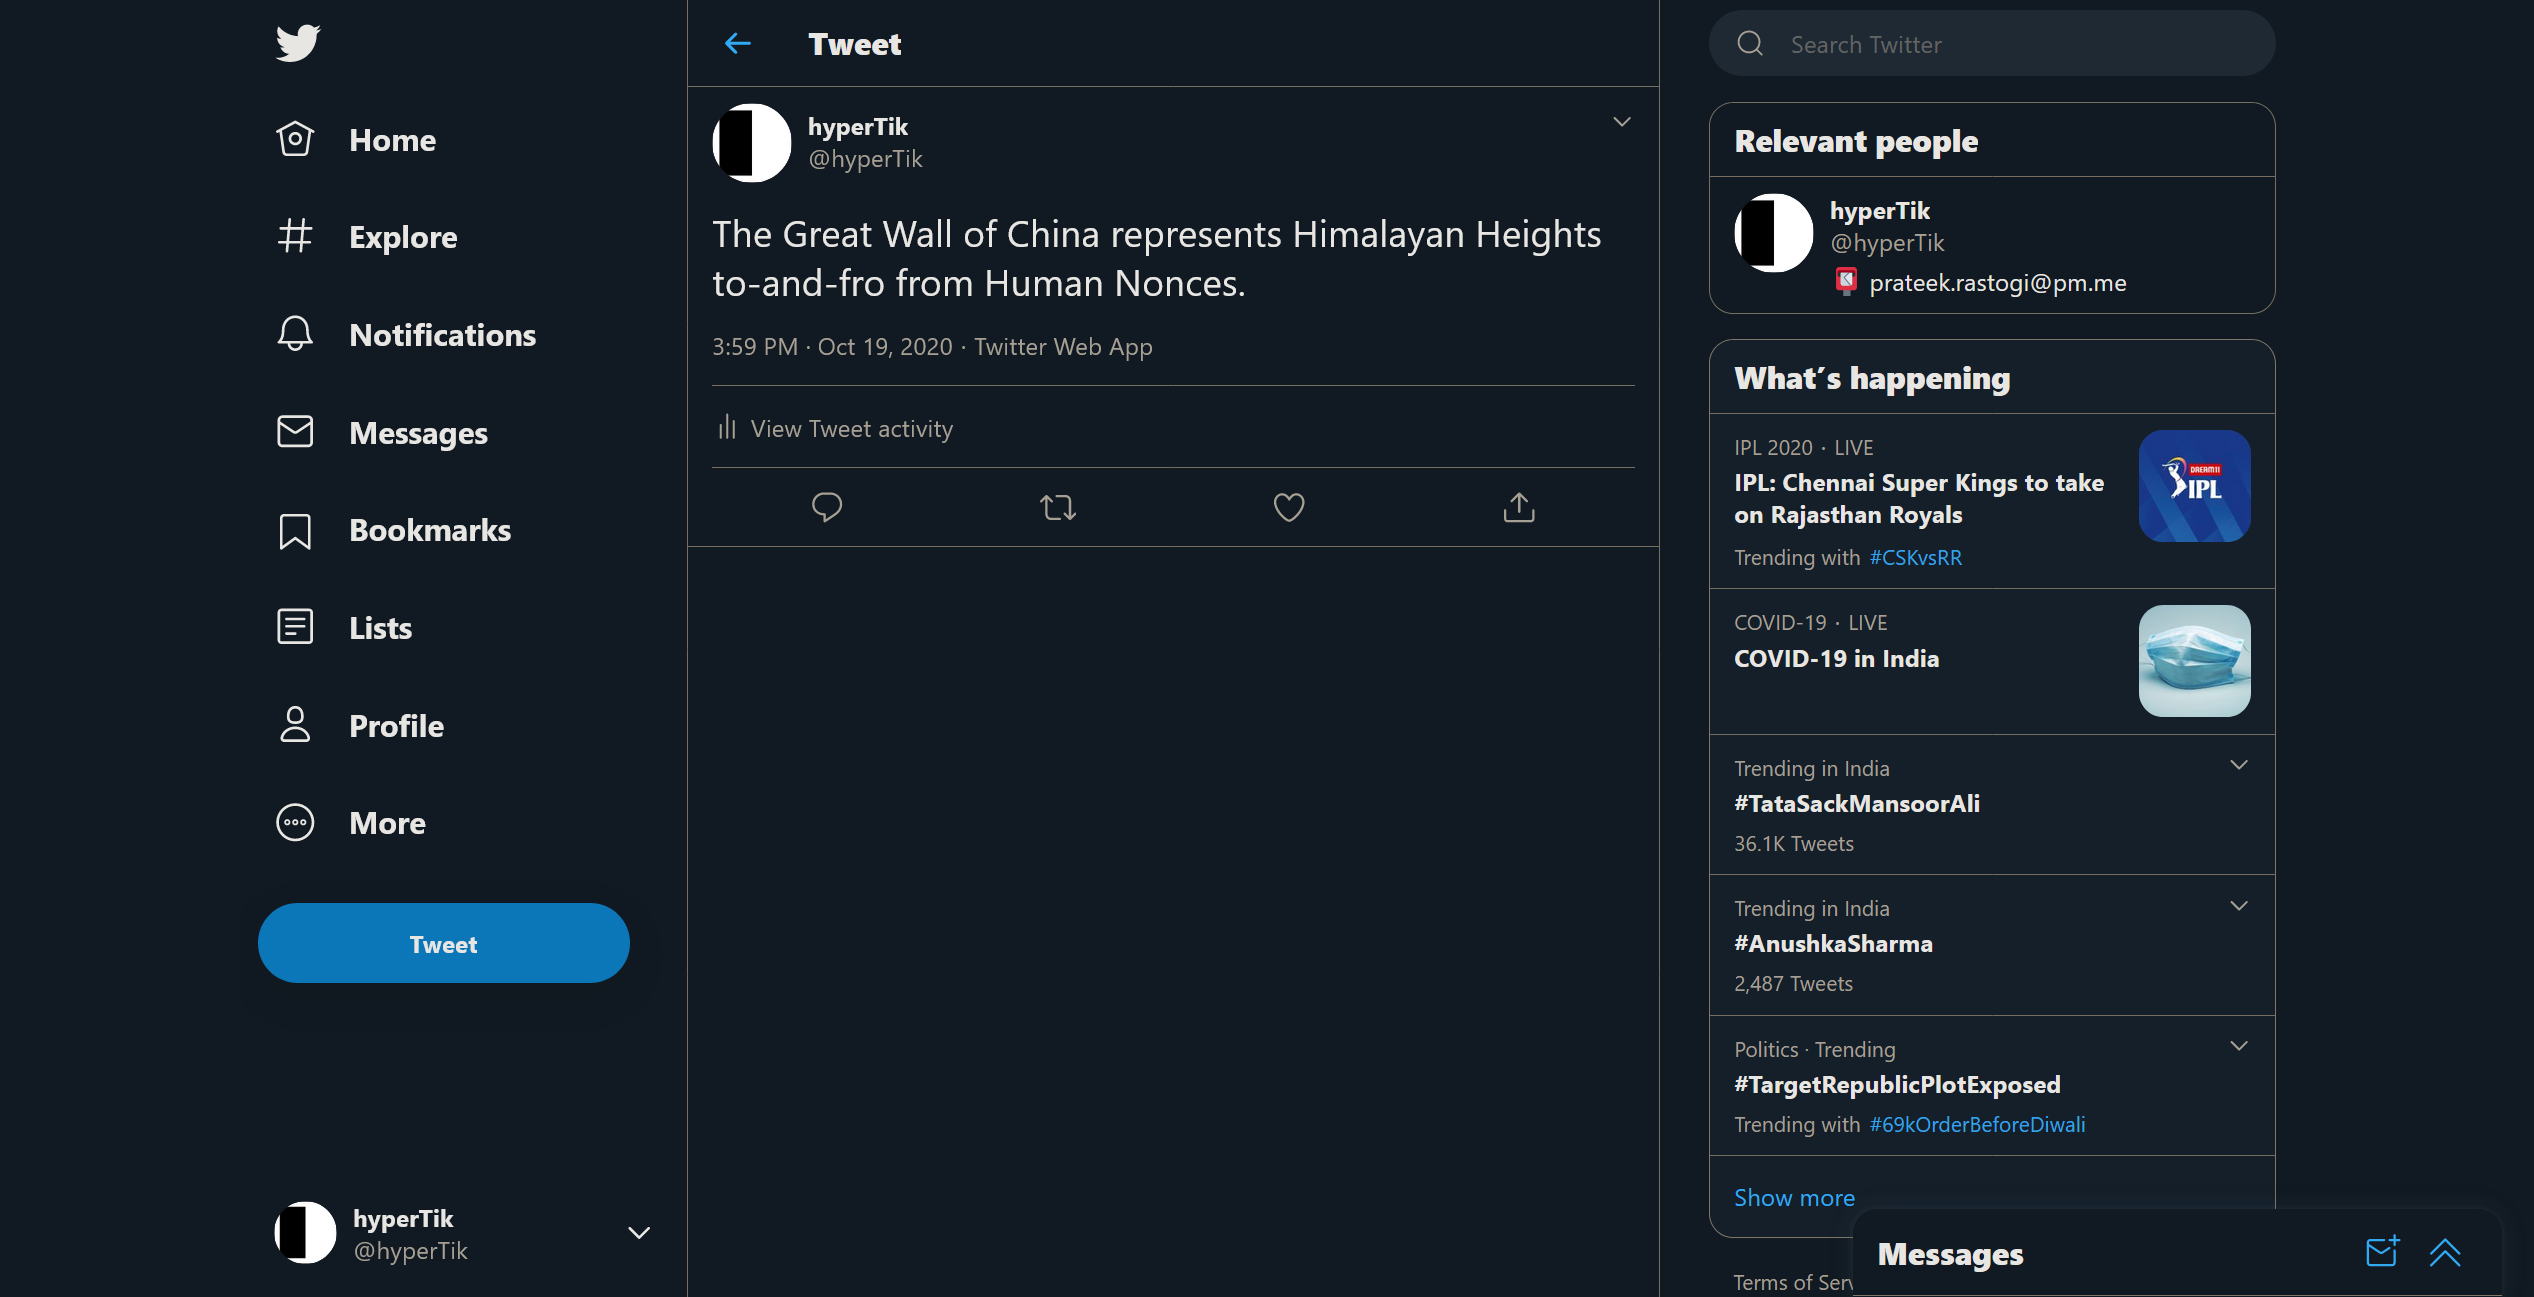 Home
Explore
Notifications
Messages
Bookmarks
Lists
Profile
More
Tweet
hyperTik
@hyperTik
Tweet
hyperTik
@hyperTik
The Great Wall of China represents Himalayan Heights
to-and-fro from Human Nonces.
3:59 PM · Oct 19, 2020 · Twitter Web App
View Tweet activity
Search Twitter
Relevant people
hyperTik
@hyperTik
prateek.rastogi@pm.me
What's happening
IPL 2020 · LIVE
IPL: Chennai Super Kings to take
on Rajasthan Royals
Trending with #CSKvsRR
DREAM11
IPL
COVID-19 · LIVE
COVID-19 in India
Trending in India
#TataSackMansoorAli
36.1K Tweets
Trending in India
#AnushkaSharma
2,487 Tweets
Politics · Trending
#TargetRepublicPlotExposed
Trending with #69kOrderBeforeDiwali
Show more
Messages
Terms of Serv